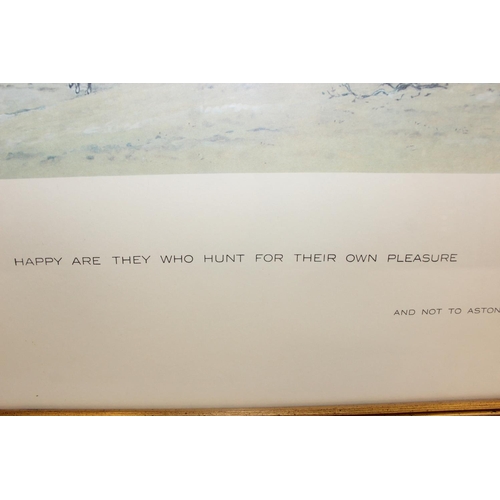 HAPPY ARE THEY WHO HUNT FOR THEIR OWN PLEASURE
AND NOT TO ASTON